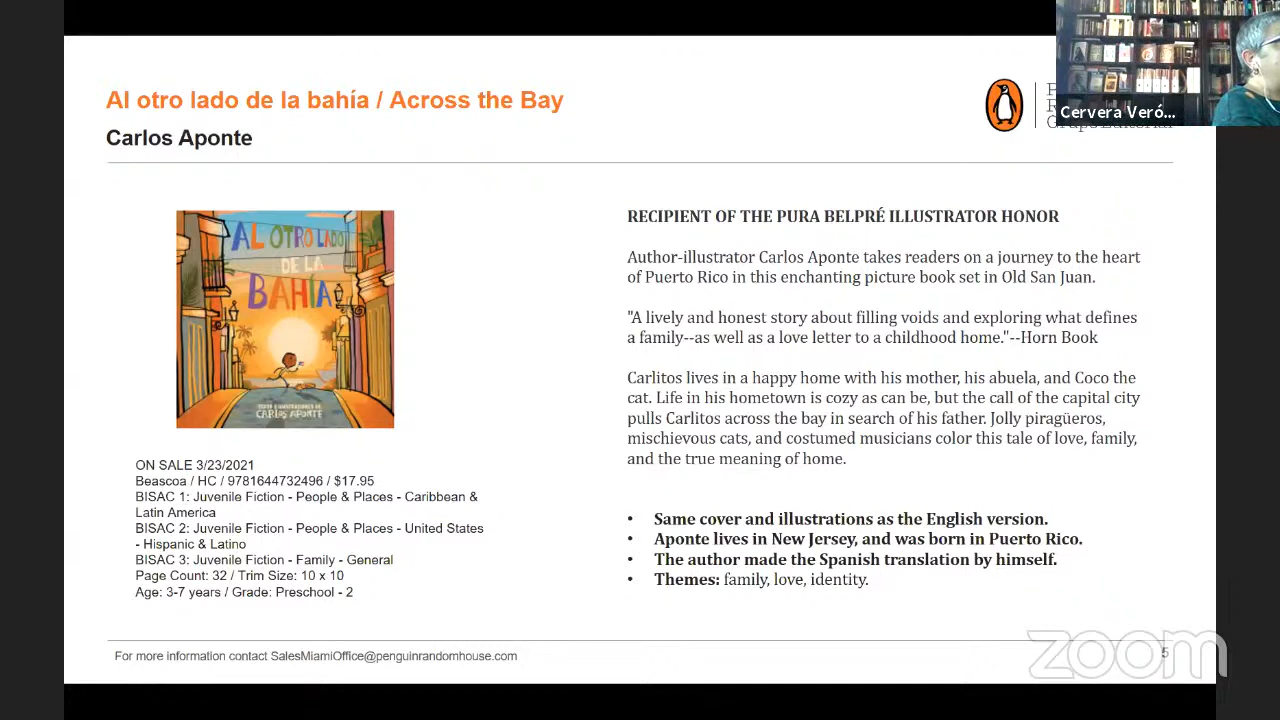 Al otro lado de la bahía / Across the Bay
Carlos Aponte
Cervera Veró...
AL OTRO LADO
DE LA
BAHÍA
TEXTO E ILUSTRACIONES DE
CARLOS APONTE
ON SALE 3/23/2021
Beascoa / HC / 9781644732496 / $17.95
BISAC 1: Juvenile Fiction - People & Places - Caribbean &
Latin America
BISAC 2: Juvenile Fiction - People & Places - United States
- Hispanic & Latino
BISAC 3: Juvenile Fiction - Family - General
Page Count: 32 / Trim Size: 10 x 10
Age: 3-7 years / Grade: Preschool - 2
RECIPIENT OF THE PURA BELPRÉ ILLUSTRATOR HONOR
Author-illustrator Carlos Aponte takes readers on a journey to the heart
of Puerto Rico in this enchanting picture book set in Old San Juan.
"A lively and honest story about filling voids and exploring what defines
a family--as well as a love letter to a childhood home."--Horn Book
Carlitos lives in a happy home with his mother, his abuela, and Coco the
cat. Life in his hometown is cozy as can be, but the call of the capital city
pulls Carlitos across the bay in search of his father. Jolly piragüeros,
mischievous cats, and costumed musicians color this tale of love, family,
and the true meaning of home.
• Same cover and illustrations as the English version.
• Aponte lives in New Jersey, and was born in Puerto Rico.
• The author made the Spanish translation by himself.
• Themes: family, love, identity.
For more information contact SalesMiamiOffice@penguinrandomhouse.com
5
zoom